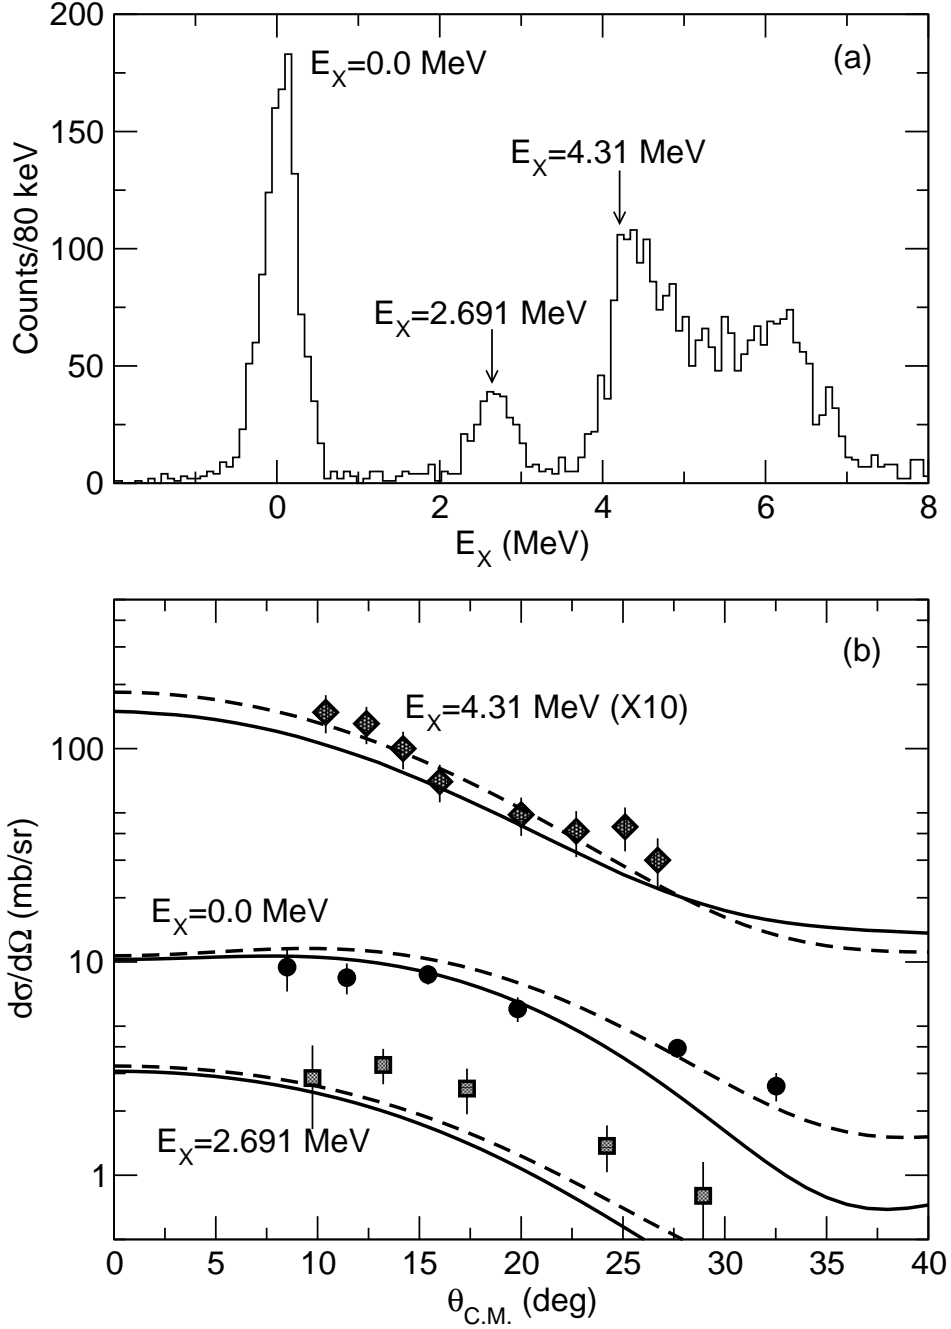 200
150
100
50
0
Counts/80 keV
E_X=0.0 MeV
(a)
E_X=4.31 MeV
E_X=2.691 MeV
0 2 4 6 8
E_X (MeV)
(b)
E_X=4.31 MeV (X10)
100
10
1
dσ/dΩ (mb/sr)
E_X=0.0 MeV
E_X=2.691 MeV
0 5 10 15 20 25 30 35 40
θ_C.M. (deg)